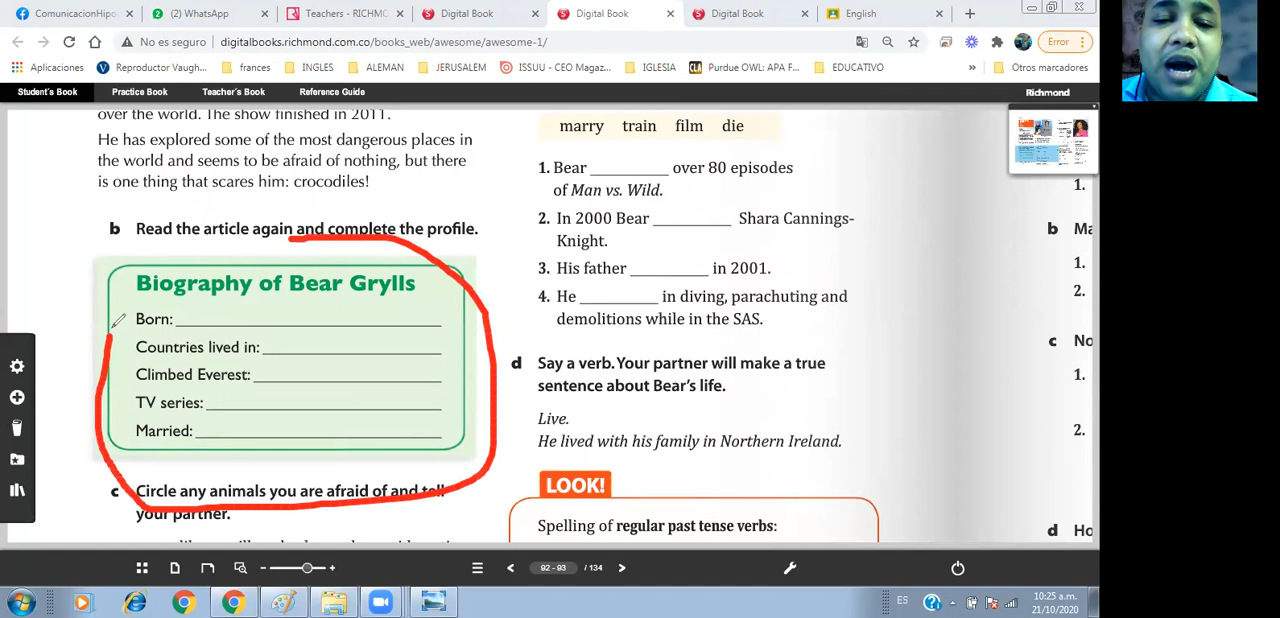 ComunicacionHipo
(2) WhatsApp
Teachers - RICHMO
Digital Book
Digital Book
Digital Book
English
No es seguro
digitalbooks.richmond.com.co/books_web/awesome/awesome-1/
Error
Aplicaciones
Reproductor Vaugh...
frances
INGLES
ALEMAN
JERUSALEM
ISSUU - CEO Magaz...
IGLESIA
Purdue OWL: APA F...
EDUCATIVO
»
Otros marcadores
Student's Book
Practice Book
Teacher's Book
Reference Guide
Richmond
over the world. The show finished in 2011.
He has explored some of the most dangerous places in
the world and seems to be afraid of nothing, but there
is one thing that scares him: crocodiles!
b Read the article again and complete the profile.
Biography of Bear Grylls
Born:
Countries lived in:
Climbed Everest:
TV series:
Married:
c Circle any animals you are afraid of and tell
your partner.
marry train film die
1. Bear __________ over 80 episodes
of Man vs. Wild.
2. In 2000 Bear __________ Shara Cannings-
Knight.
3. His father __________ in 2001.
4. He __________ in diving, parachuting and
demolitions while in the SAS.
d Say a verb. Your partner will make a true
sentence about Bear's life.
Live.
He lived with his family in Northern Ireland.
LOOK!
Spelling of regular past tense verbs:
1.
b Ma
1.
2.
c No
1.
2.
d Ho
92 - 93 / 134
ES
10:25 a.m.
21/10/2020